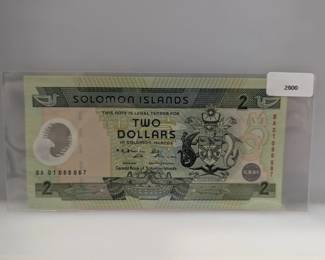 2000
SOLOMON ISLANDS
2
THIS NOTE IS LEGAL TENDER FOR
TWO
DOLLARS
IN SOLOMON ISLANDS
Central Bank of Solomon Islands
2
2